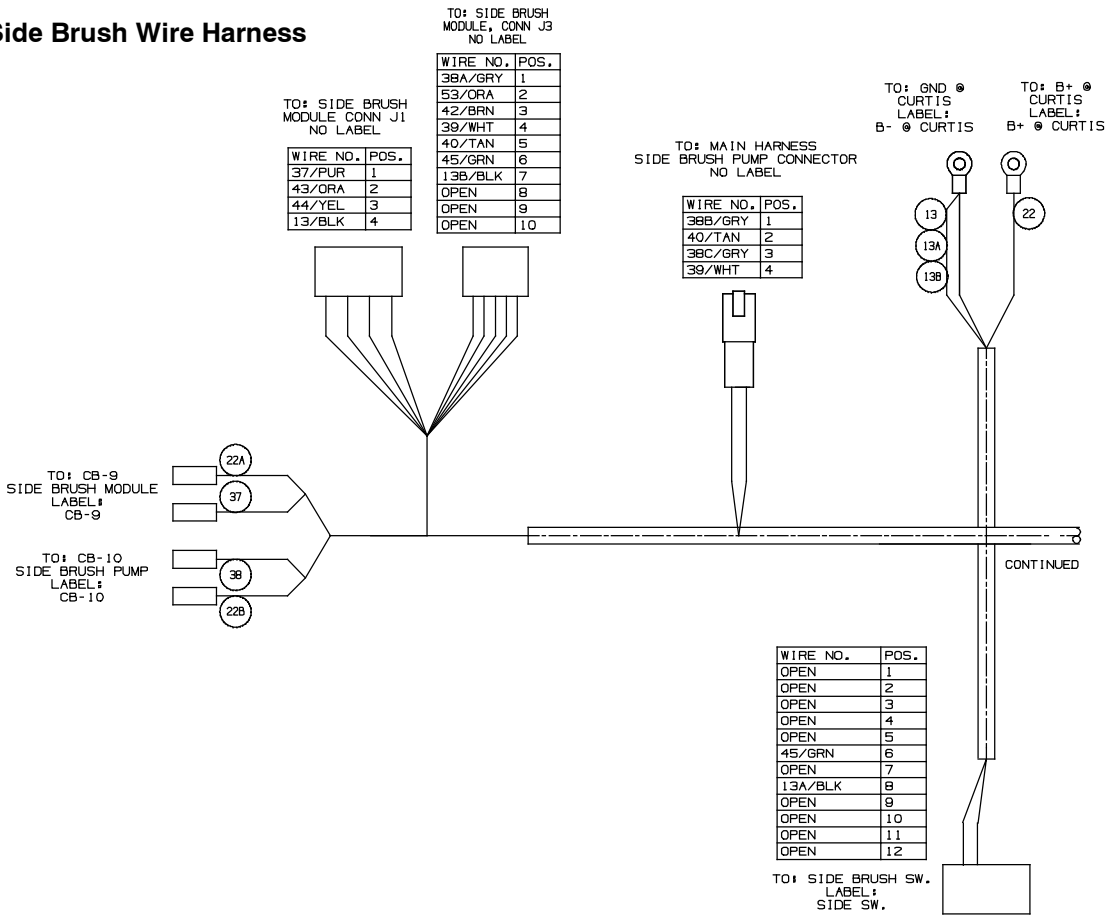 Side Brush Wire Harness
TO: SIDE BRUSH
MODULE, CONN J3
NO LABEL
WIRE NO. POS.
38A/GRY 1
53/ORA 2
42/BRN 3
39/WHT 4
40/TAN 5
45/GRN 6
13B/BLK 7
OPEN 8
OPEN 9
OPEN 10
TO: SIDE BRUSH
MODULE CONN J1
NO LABEL
WIRE NO. POS.
37/PUR 1
43/ORA 2
44/YEL 3
13/BLK 4
TO: MAIN HARNESS
SIDE BRUSH PUMP CONNECTOR
NO LABEL
WIRE NO. POS.
38B/GRY 1
40/TAN 2
38C/GRY 3
39/WHT 4
TO: GND @
CURTIS
LABEL:
B- @ CURTIS
TO: B+ @
CURTIS
LABEL:
B+ @ CURTIS
13
13A
13B
22
TO: CB-9
SIDE BRUSH MODULE
LABEL:
CB-9
22A
37
TO: CB-10
SIDE BRUSH PUMP
LABEL:
CB-10
38
22B
CONTINUED
WIRE NO. POS.
OPEN 1
OPEN 2
OPEN 3
OPEN 4
OPEN 5
45/GRN 6
OPEN 7
13A/BLK 8
OPEN 9
OPEN 10
OPEN 11
OPEN 12
TO: SIDE BRUSH SW.
LABEL:
SIDE SW.